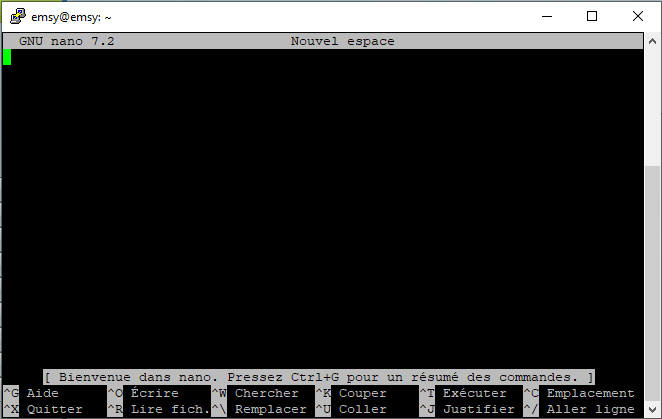 emsy@emsy: ~
GNU nano 7.2 Nouvel espace
[ Bienvenue dans nano. Pressez Ctrl+G pour un résumé des commandes. ]
^G Aide ^O Écrire ^W Chercher ^K Couper ^T Exécuter ^C Emplacement
^X Quitter ^R Lire fich. ^\ Remplacer ^U Coller ^J Justifier ^/ Aller ligne